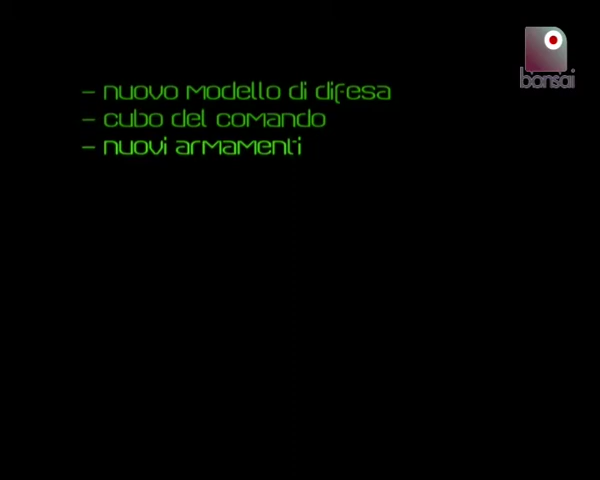 bonsai
- nuovo modello di difesa
- cubo del comando
- nuovi armamenti